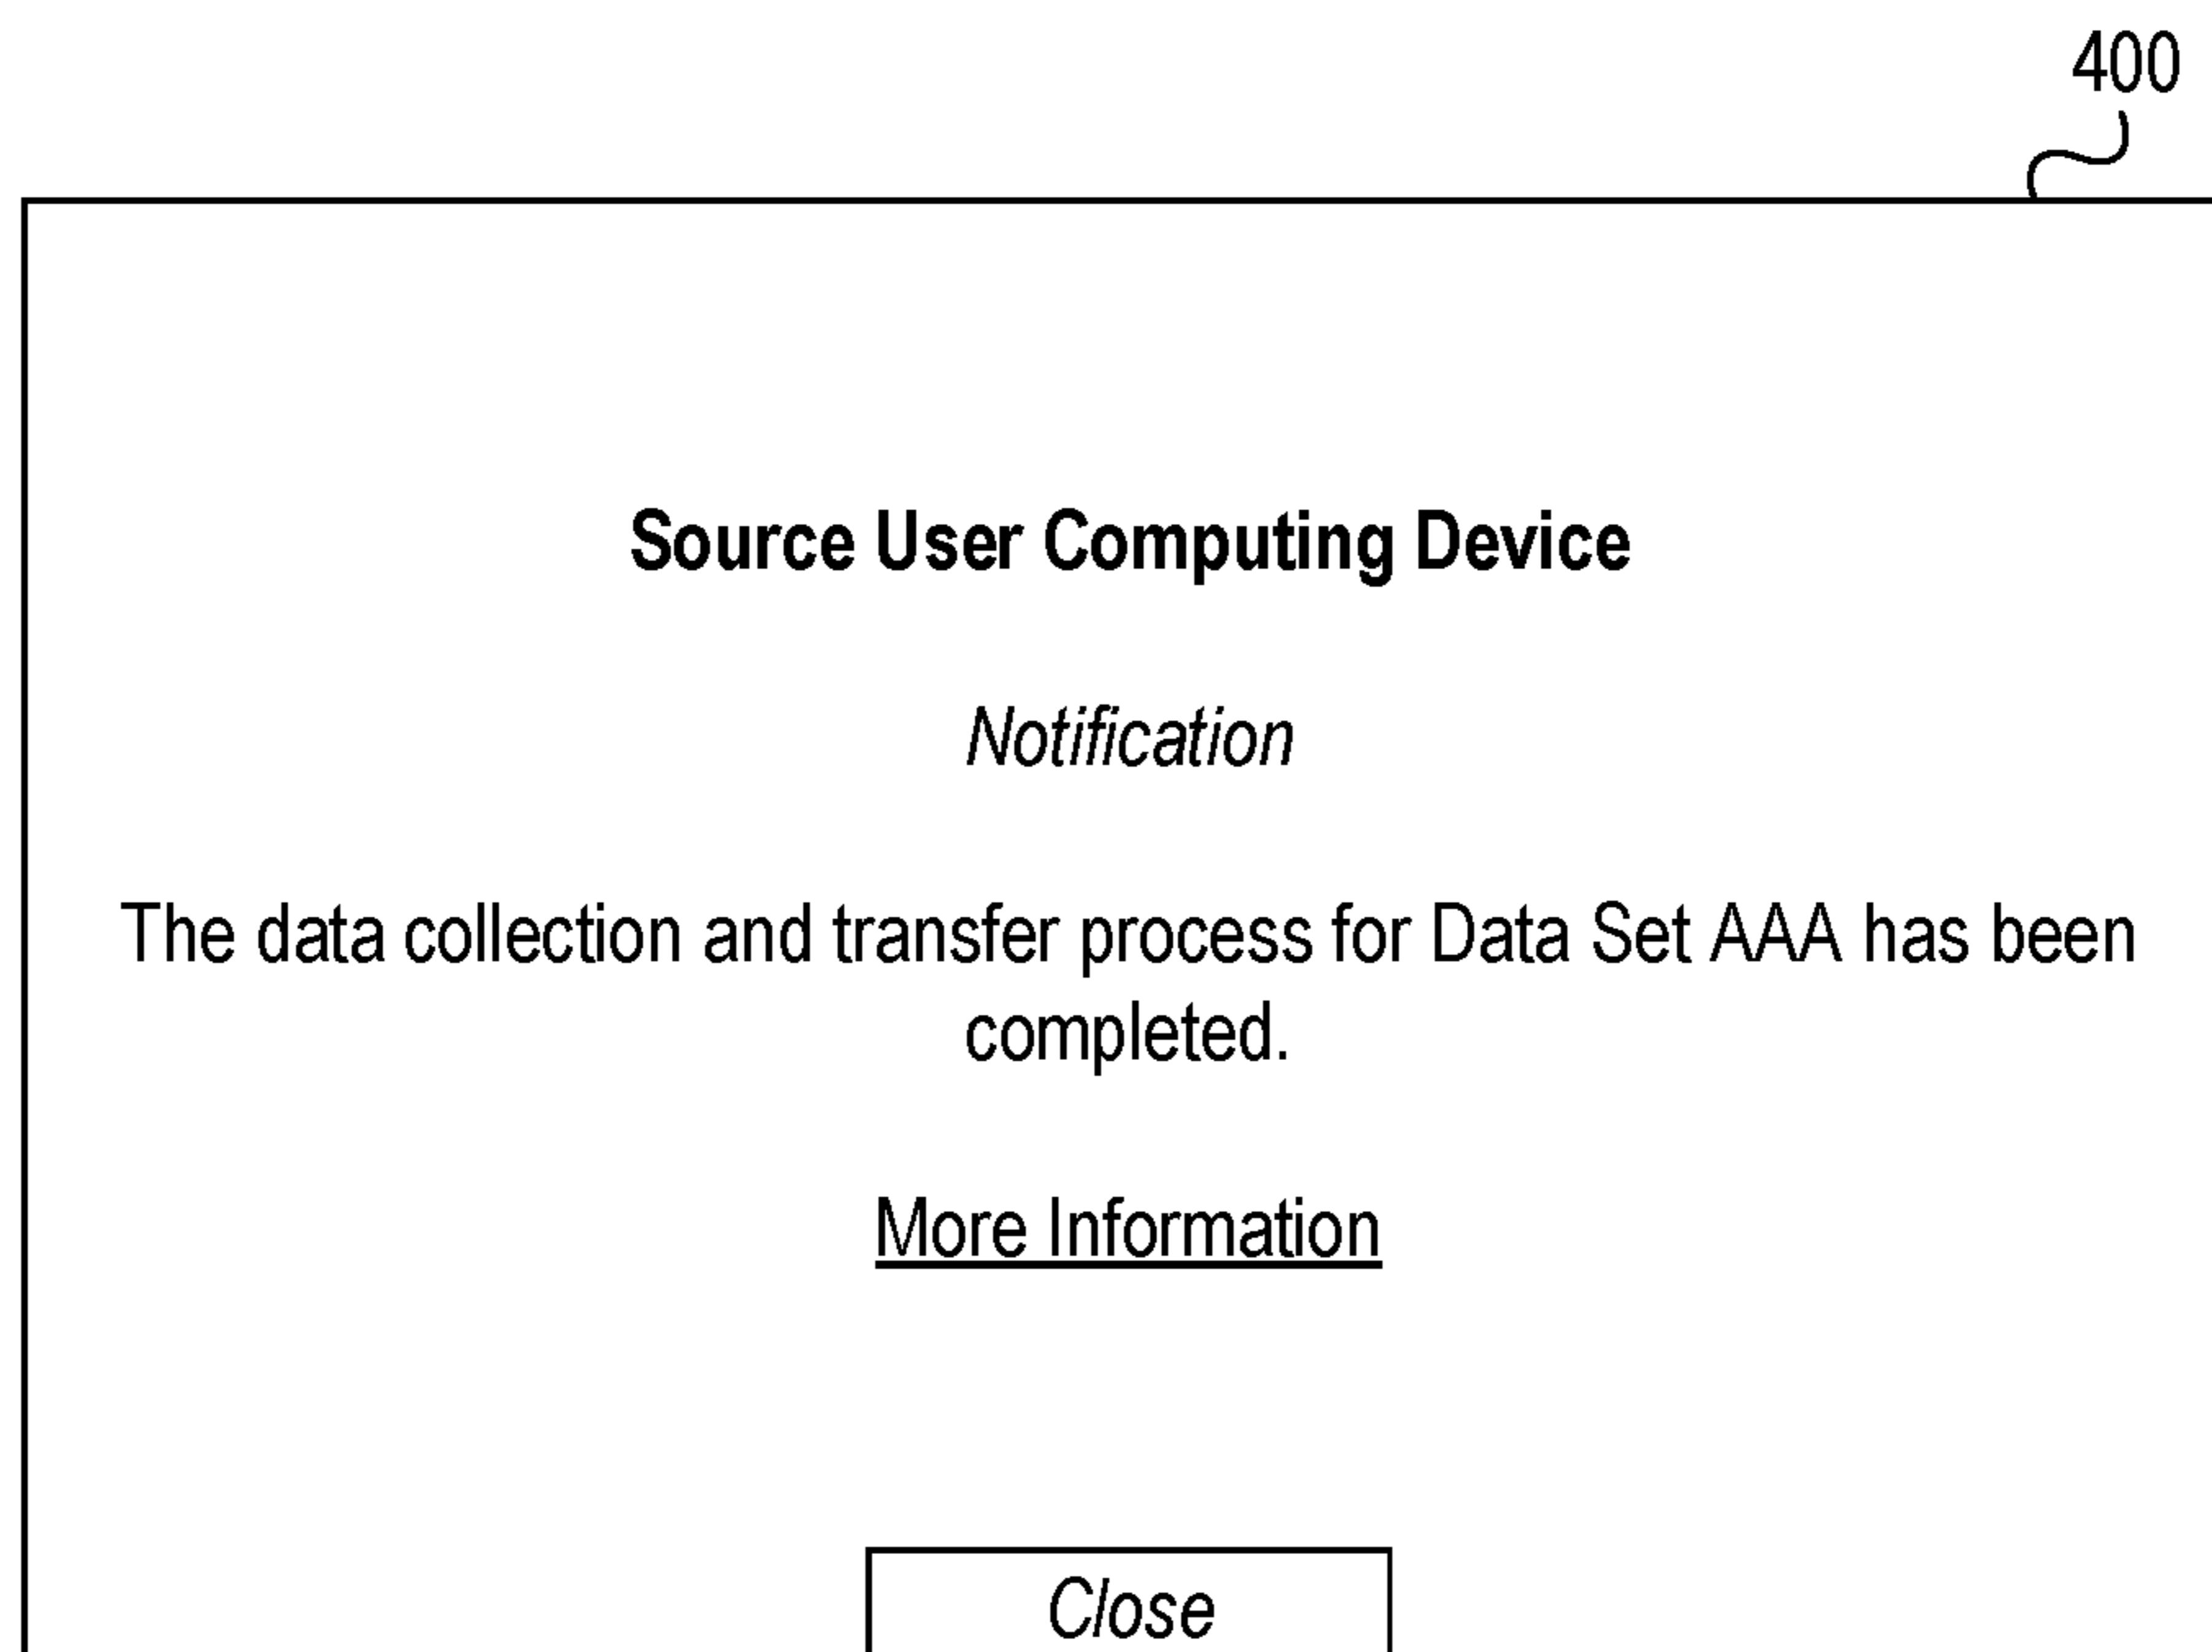 400
Source User Computing Device
Notification
The data collection and transfer process for Data Set AAA has been
completed.
More Information
Close